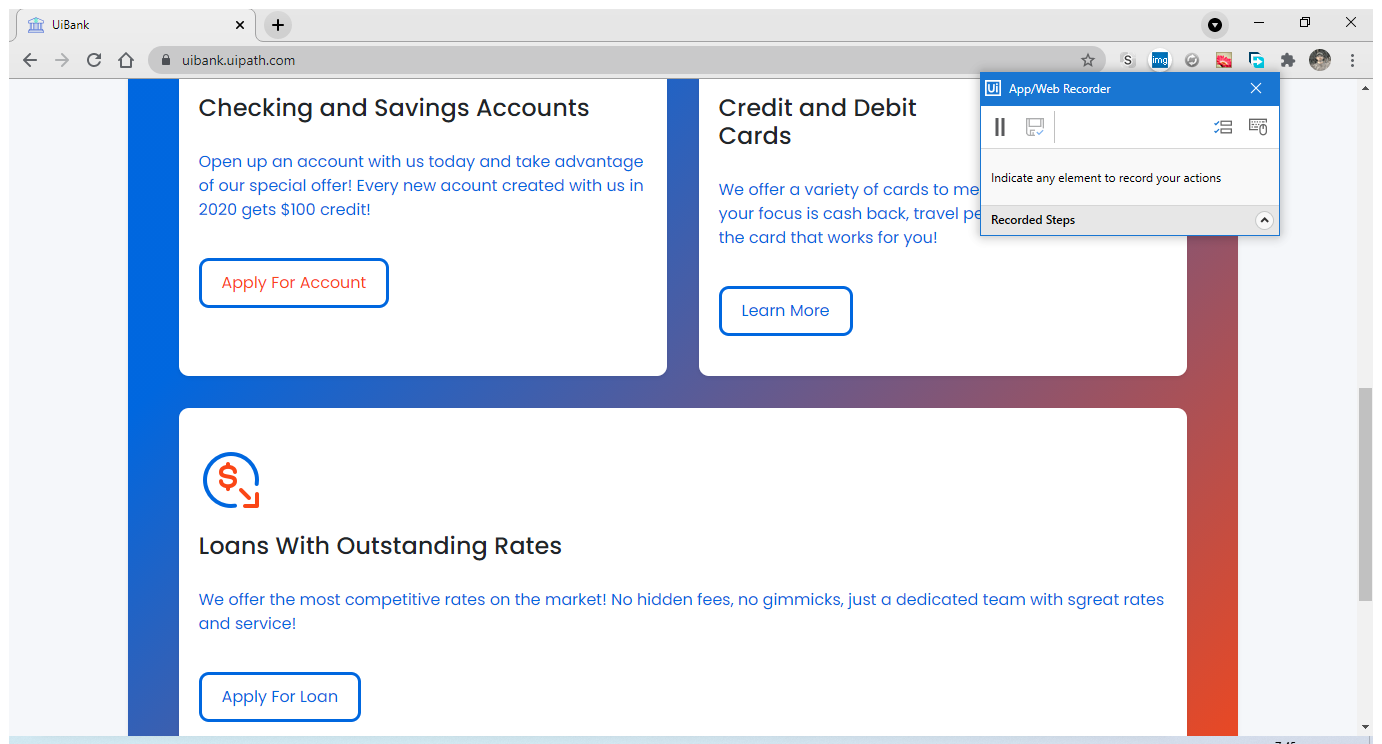 UiBank
uibank.uipath.com
S
img
Ui App/Web Recorder
Indicate any element to record your actions
Recorded Steps
Checking and Savings Accounts
Open up an account with us today and take advantage
of our special offer! Every new acount created with us in
2020 gets $100 credit!
Apply For Account
Credit and Debit
Cards
We offer a variety of cards to
your focus is cash back, travel
the card that works for you!
Learn More
$
Loans With Outstanding Rates
We offer the most competitive rates on the market! No hidden fees, no gimmicks, just a dedicated team with sgreat rates
and service!
Apply For Loan